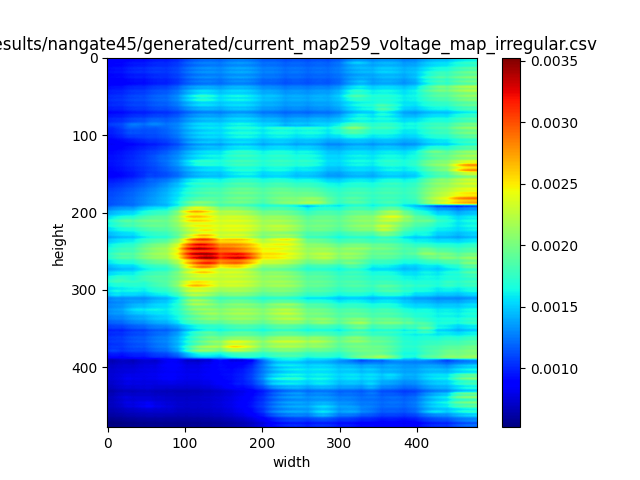 esults/nangate45/generated/current_map259_voltage_map_irregular.csv
0
100
200
300
400
height
0 100 200 300 400
width
0.0035
0.0030
0.0025
0.0020
0.0015
0.0010